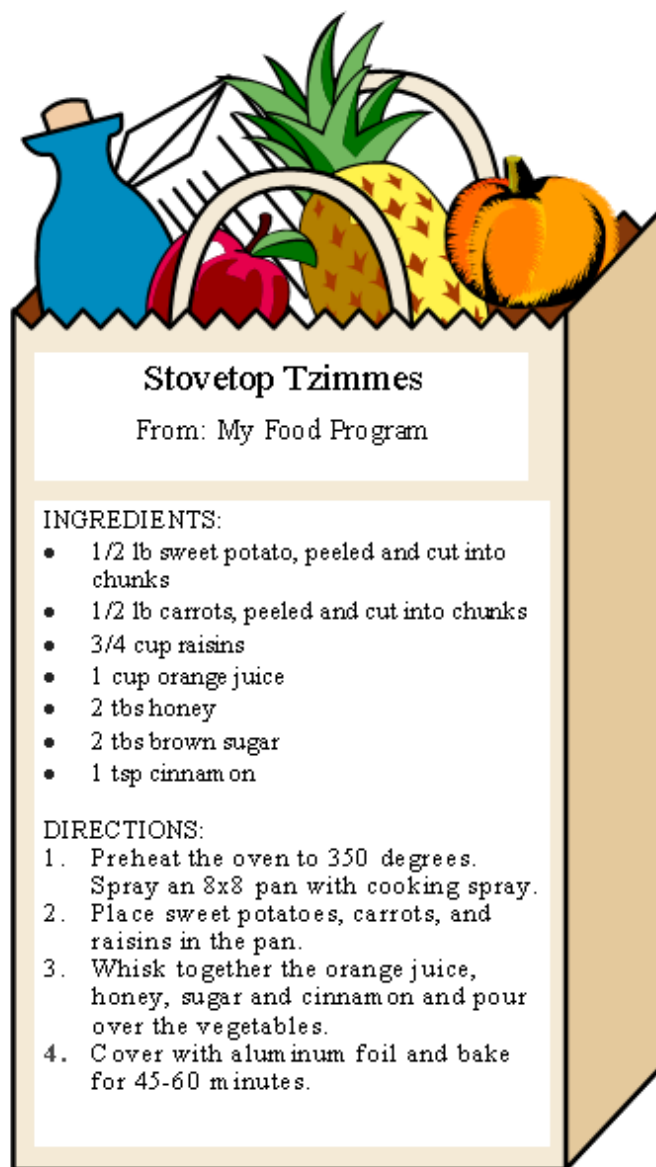 Stovetop Tzimmes
From: My Food Program
INGREDIENTS:
● 1/2 lb sweet potato, peeled and cut into
chunks
● 1/2 lb carrots, peeled and cut into chunks
● 3/4 cup raisins
● 1 cup orange juice
● 2 tbs honey
● 2 tbs brown sugar
● 1 tsp cinnamon
DIRECTIONS:
1. Preheat the oven to 350 degrees.
Spray an 8x8 pan with cooking spray.
2. Place sweet potatoes, carrots, and
raisins in the pan.
3. Whisk together the orange juice,
honey, sugar and cinnamon and pour
over the vegetables.
4. Cover with aluminum foil and bake
for 45-60 minutes.